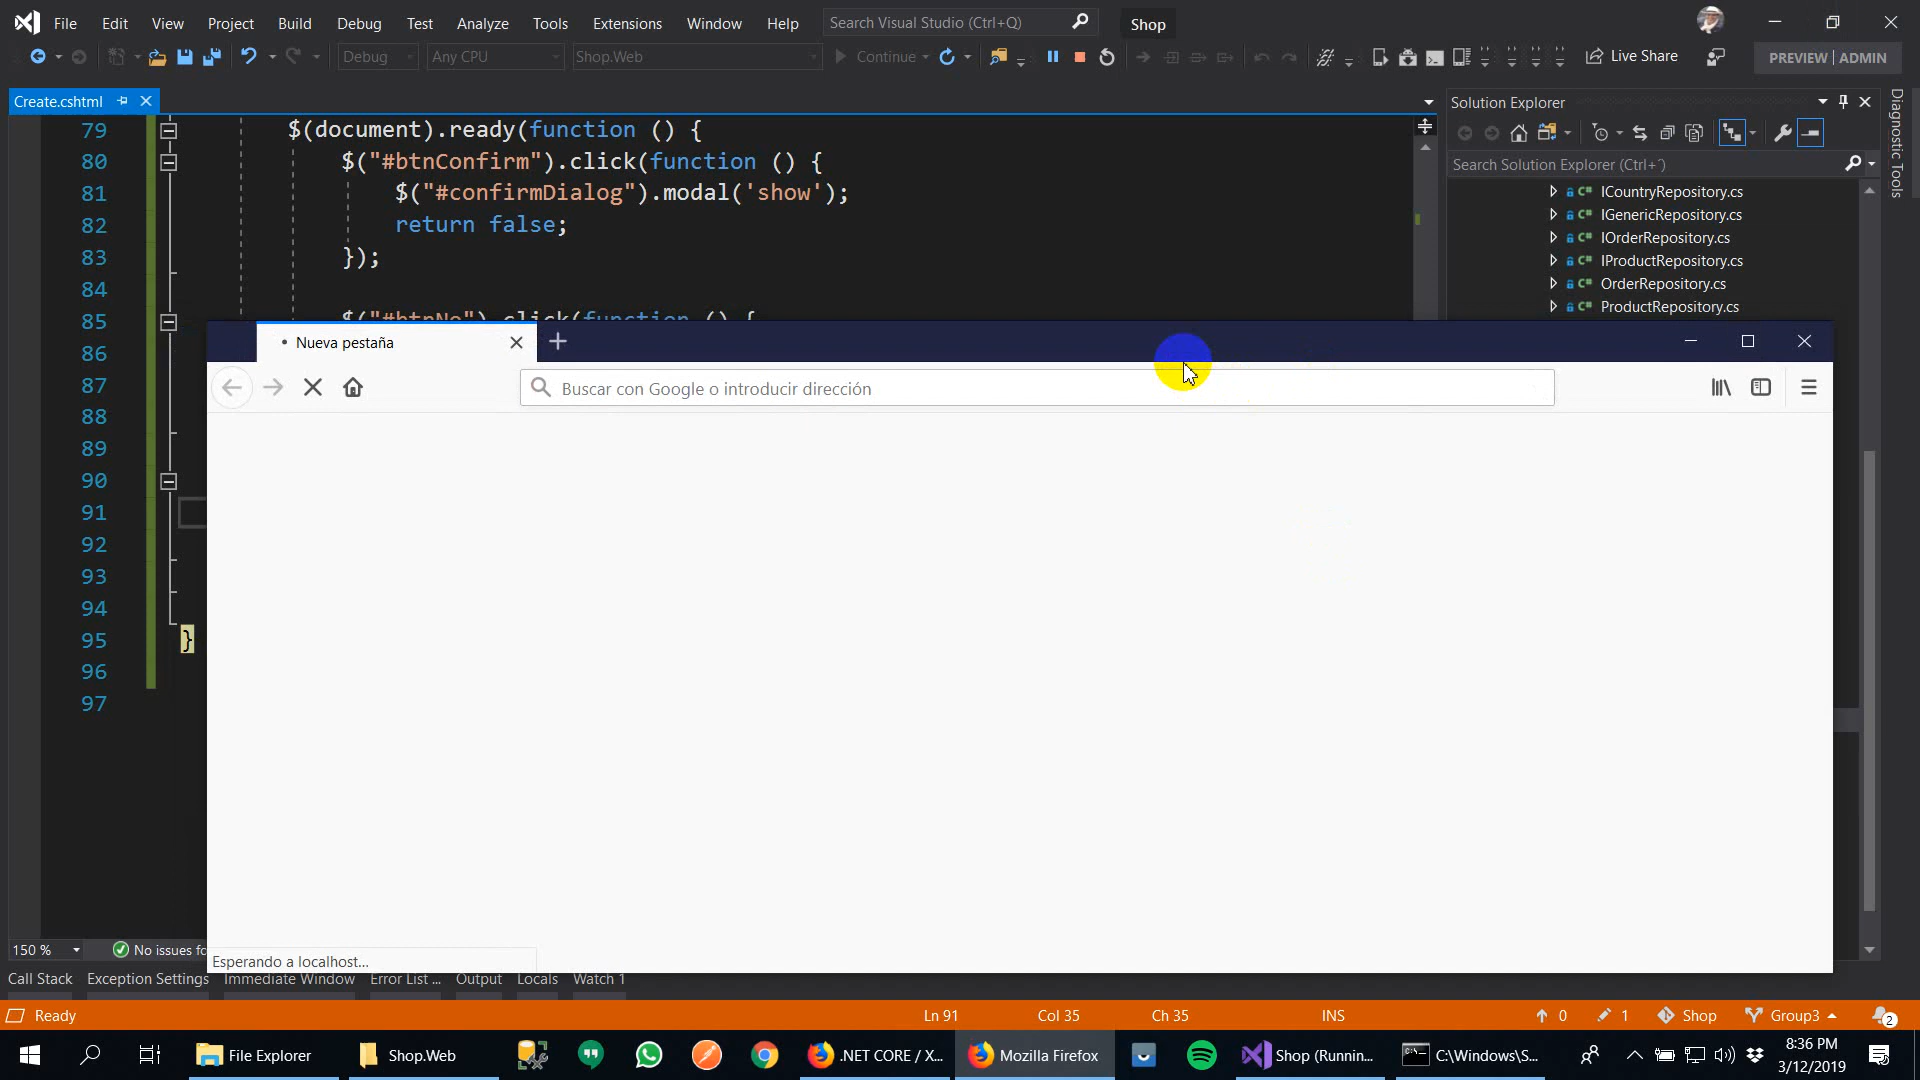 File Edit View Project Build Debug Test Analyze Tools Extensions Window Help Search Visual Studio (Ctrl+Q) Shop
Debug Any CPU Shop.Web Continue Live Share PREVIEW | ADMIN
Create.cshtml
79 $(document).ready(function () {
80 $("#btnConfirm").click(function () {
81 $("#confirmDialog").modal('show');
82 return false;
83 });
84
85 $("#btnNo").click(function () {
86
87
88
89
90
91
92
93
94
95 }
96
97
Solution Explorer
Search Solution Explorer (Ctrl+´)
ICountryRepository.cs
IGenericRepository.cs
IOrderRepository.cs
IProductRepository.cs
OrderRepository.cs
ProductRepository.cs
Diagnostic Tools
Nueva pestaña
Buscar con Google o introducir dirección
Esperando a localhost...
150 % No issues fo
Call Stack Exception Settings Immediate Window Error List ... Output Locals Watch 1
Ready Ln 91 Col 35 Ch 35 INS 0 1 Shop Group3 2
File Explorer Shop.Web .NET CORE / X... Mozilla Firefox Shop (Runnin... C:\Windows\S...
8:36 PM
3/12/2019